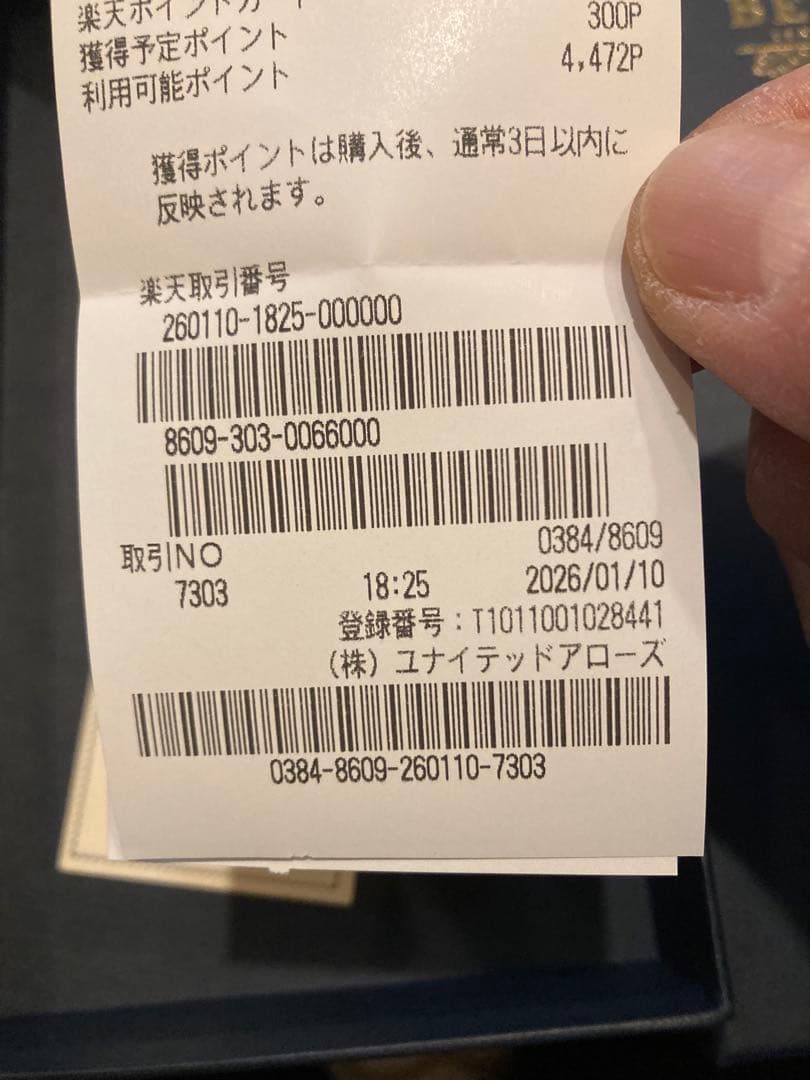 楽天ポイントカード
300P
獲得予定ポイント
4,472P
利用可能ポイント
獲得ポイントは購入後、通常3日以内に
反映されます。
楽天取引番号
260110-1825-000000
8609-303-0066000
取引NO 0384/8609
7303 18:25 2026/01/10
登録番号：T1011001028441
(株) ユナイテッドアローズ
0384-8609-260110-7303